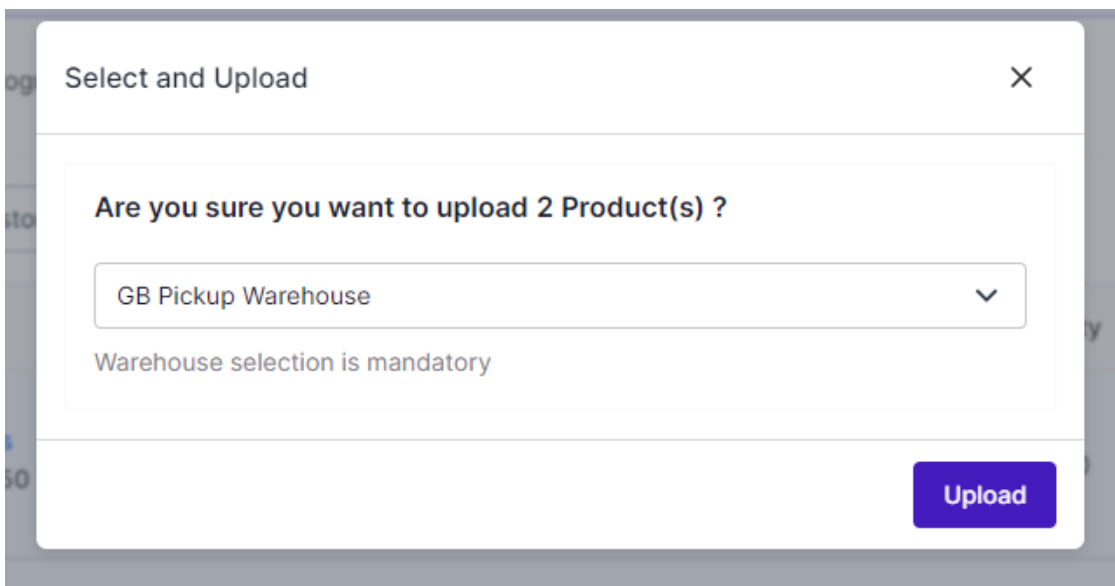 Select and Upload
Are you sure you want to upload 2 Product(s) ?
GB Pickup Warehouse
Warehouse selection is mandatory
50
Upload